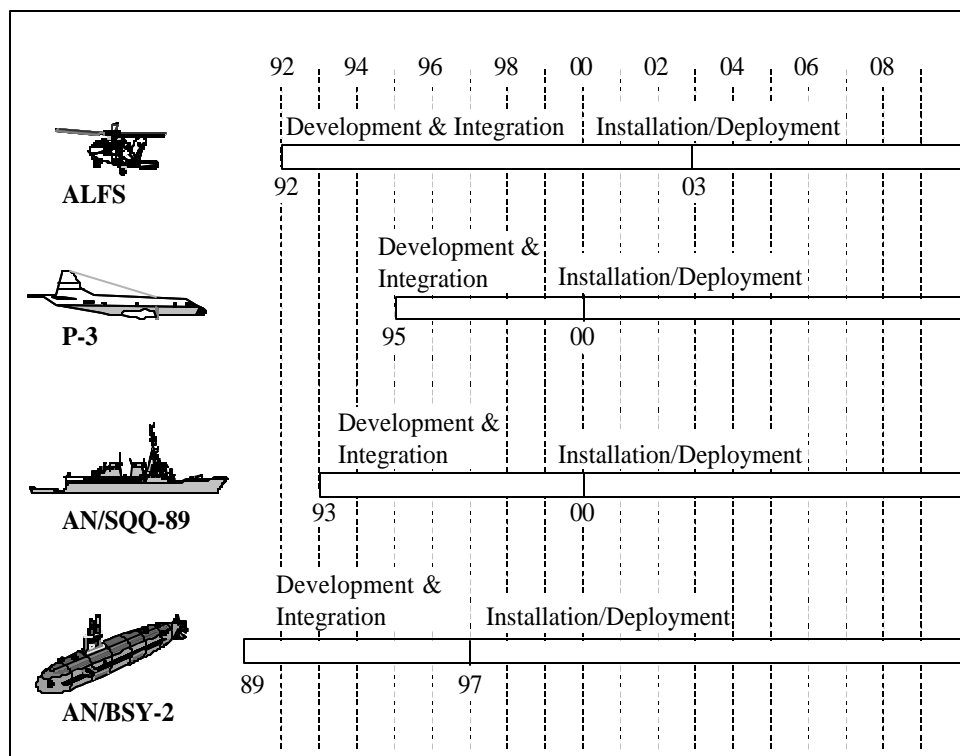 92 94 96 98 00 02 04 06 08
Development & Integration Installation/Deployment
92 03
ALFS
Development &
Integration Installation/Deployment
95 00
P-3
Development &
Integration Installation/Deployment
93 00
AN/SQQ-89
Development &
Integration Installation/Deployment
89 97
AN/BSY-2